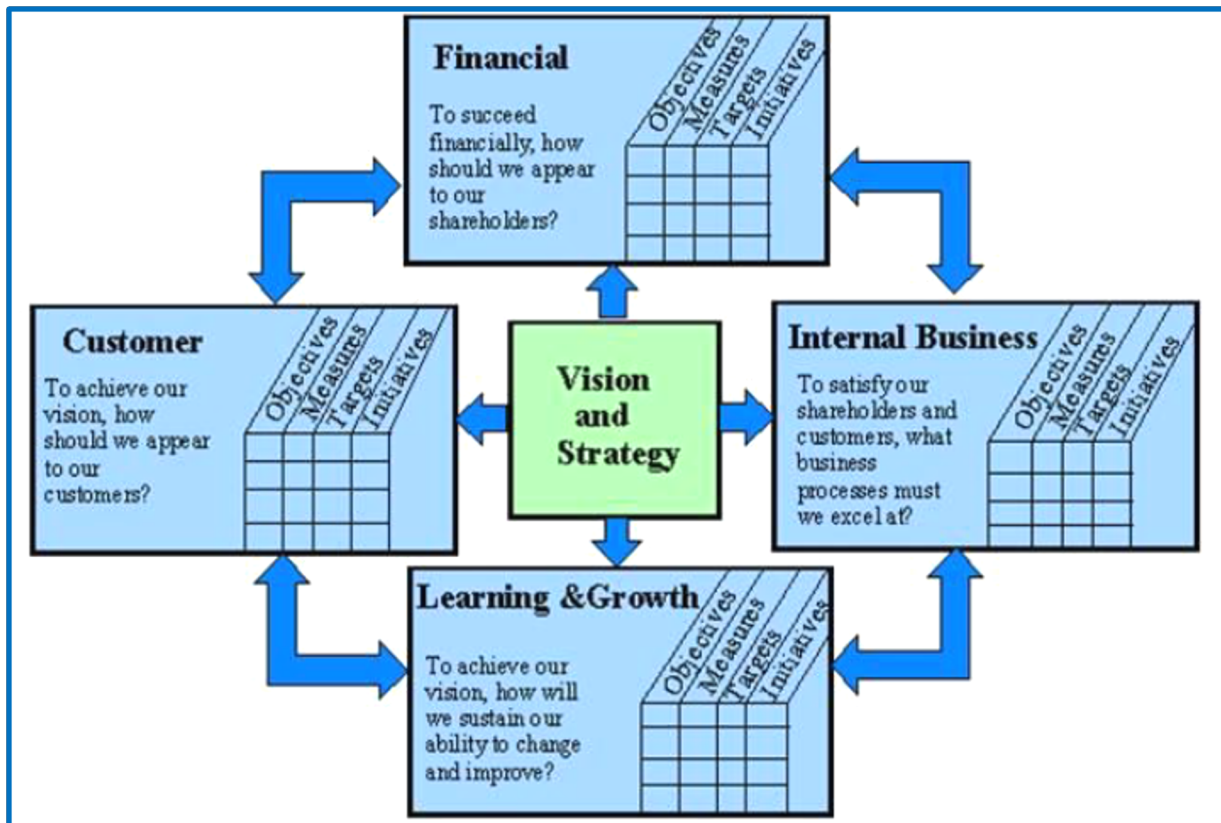 Financial
To succeed
financially, how
should we appear
to our
shareholders?
Objectives
Measures
Targets
Initiatives
Customer
To achieve our
vision, how
should we appear
to our
customers?
Objectives
Measures
Targets
Initiatives
Vision
and
Strategy
Internal Business
To satisfy our
shareholders and
customers, what
business
processes must
we excel at?
Objectives
Measures
Targets
Initiatives
Learning &Growth
To achieve our
vision, how will
we sustain our
ability to change
and improve?
Objectives
Measures
Targets
Initiatives